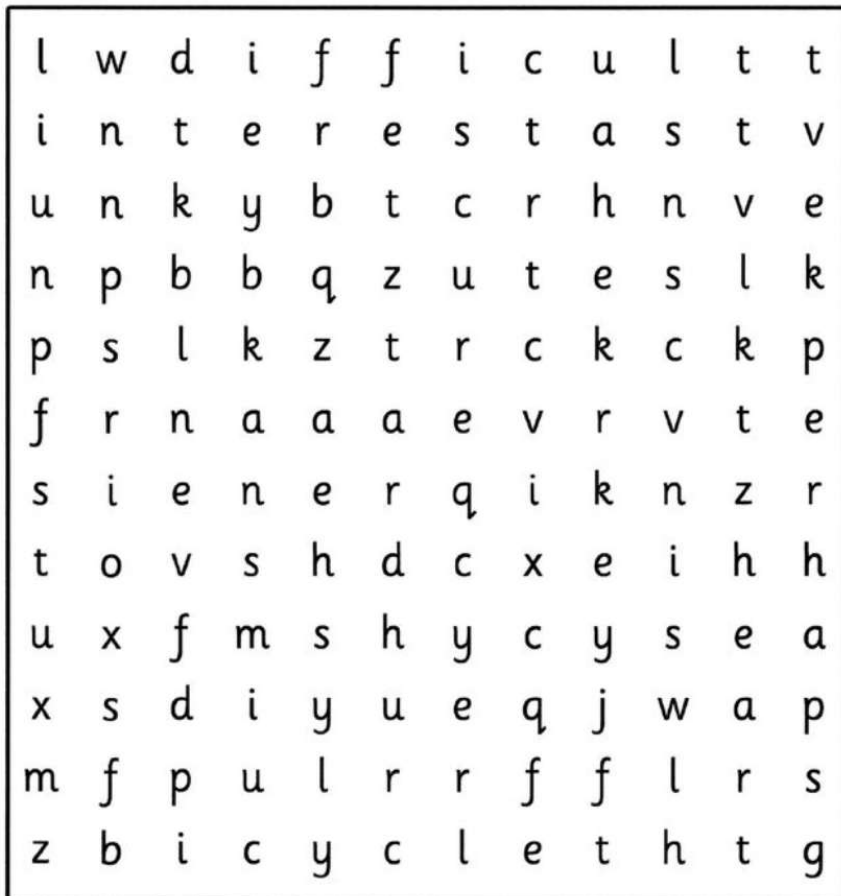 l w d i f f i c u l t t
i n t e r e s t a s t v
u n k y b t c r h n v e
n p b b q z u t e s l k
p s l k z t r c k c k p
f r n a a a e v r v t e
s i e n e r q i k n z r
t o v s h d c x e i h h
u x f m s h y c y s e a
x s d i y u e q j w a p
m f p u l r r f f l r s
z b i c y c l e t h t g